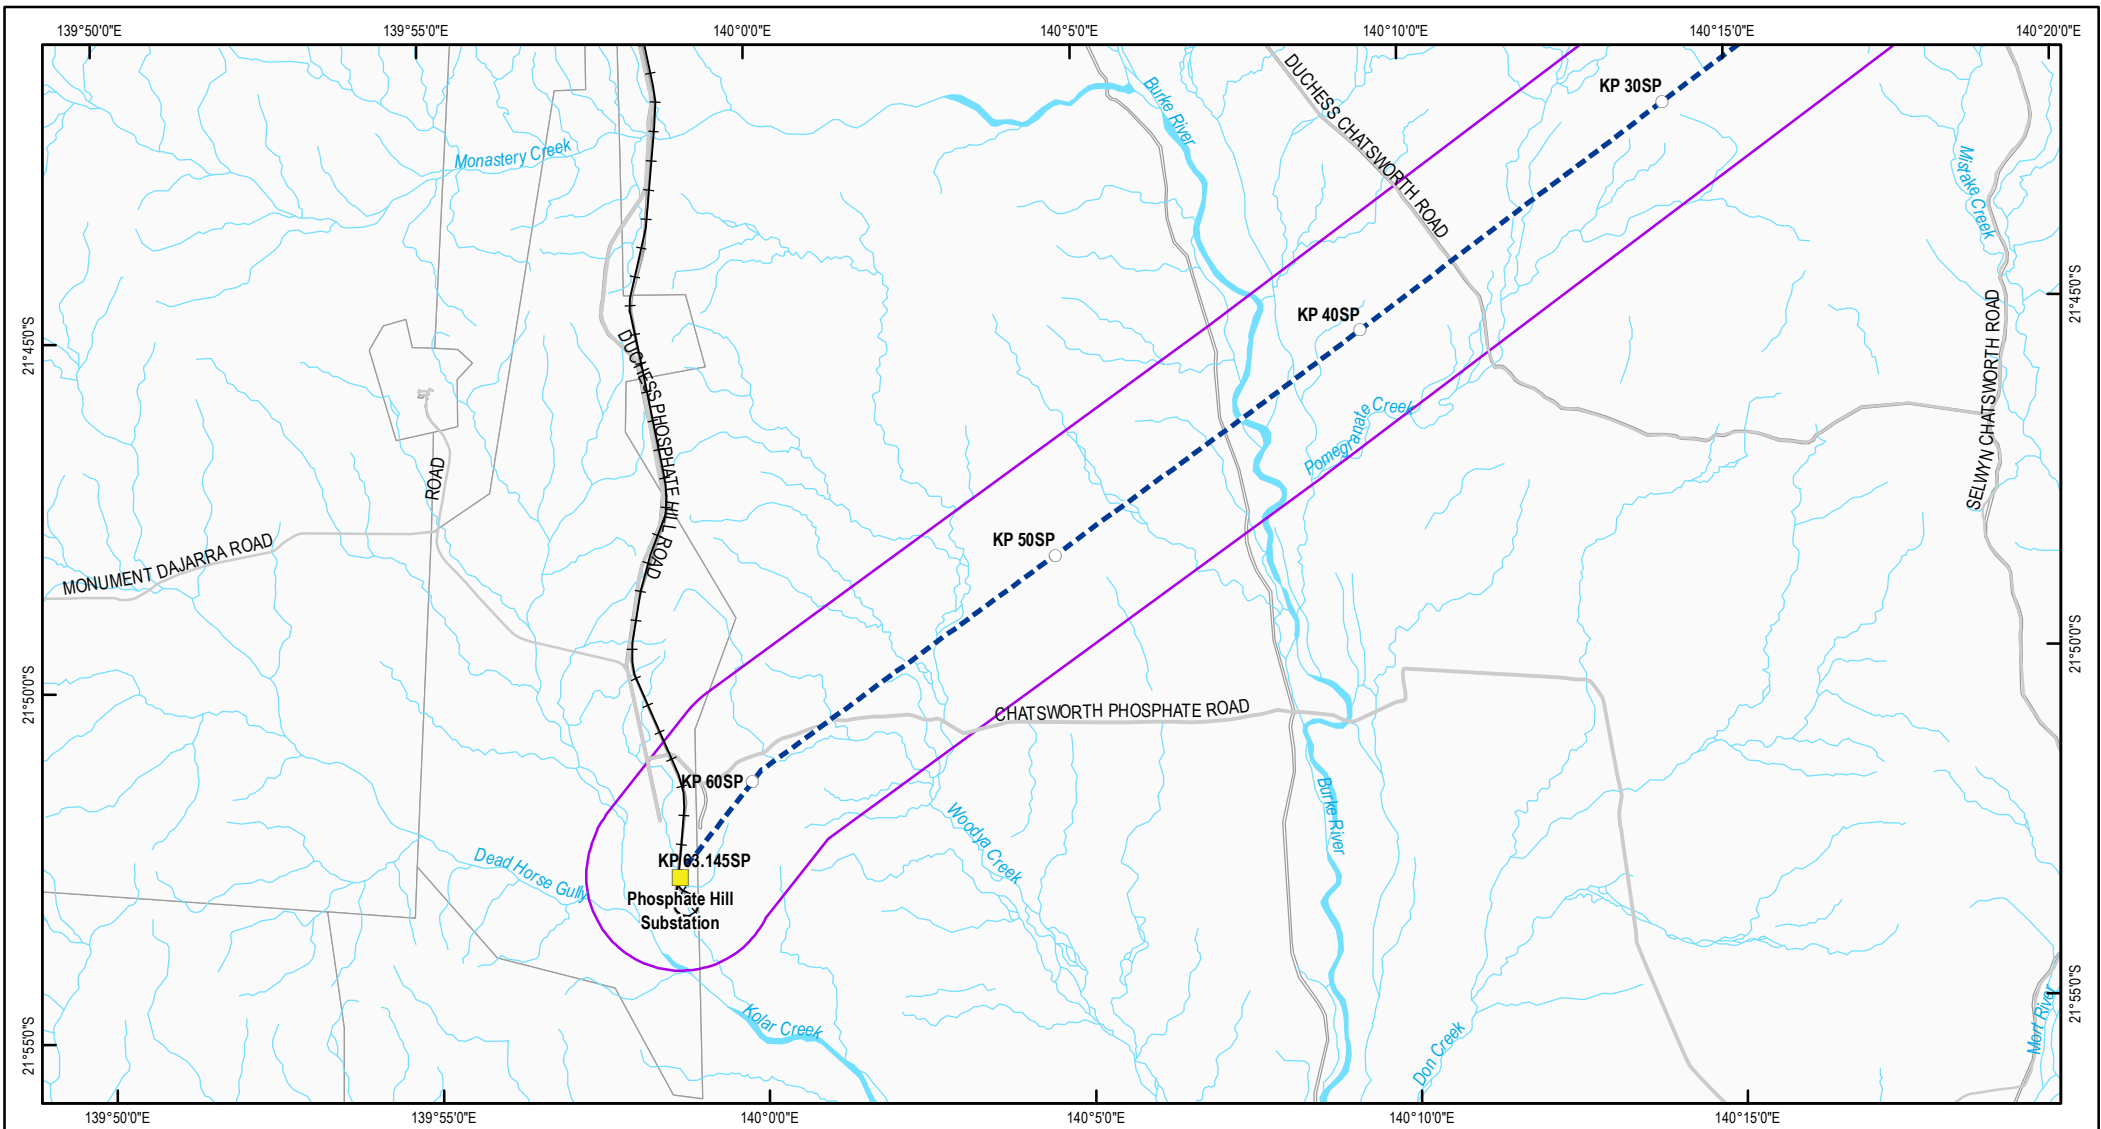 139°50'0"E
139°55'0"E
140°0'0"E
140°5'0"E
140°10'0"E
140°15'0"E
140°20'0"E
KP 30SP
DUCHESS CHATSWORTH ROAD
Burke River
Monastery Creek
Mistake Creek
21°45'0"S
21°45'0"S
KP 40SP
DUCHESS PHOSPHATE HILL ROAD
SELWYN CHATSWORTH ROAD
Pomegranate Creek
ROAD
KP 50SP
MONUMENT DAJARRA ROAD
21°50'0"S
21°50'0"S
CHATSWORTH PHOSPHATE ROAD
KP 60SP
Burke River
Woodya Creek
KP 63.145SP
Dead Horse Gully
Phosphate Hill
Substation
21°55'0"S
21°55'0"S
Kolar Creek
Don Creek
Mort River
139°50'0"E
139°55'0"E
140°0'0"E
140°5'0"E
140°10'0"E
140°15'0"E